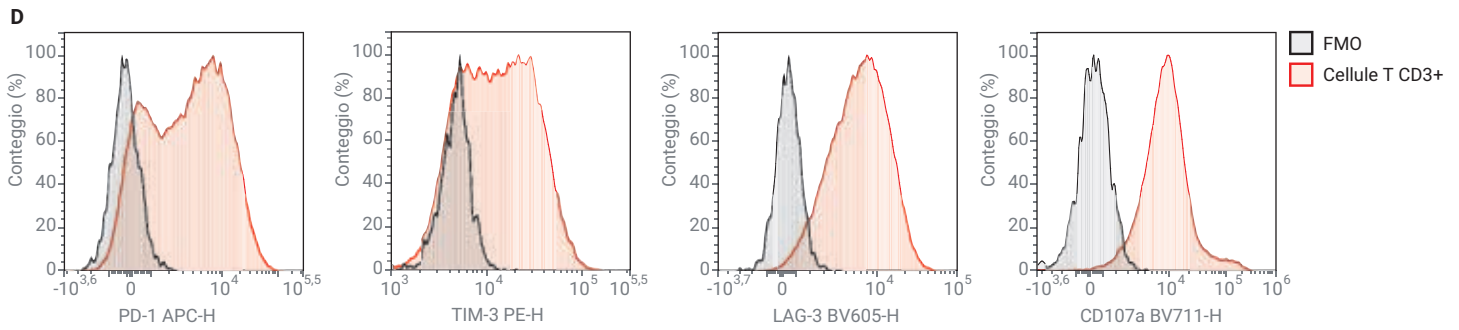 D
100
80
60
40
20
0
Conteggio (%)
-10^3,6 0 10^4 10^5,5
PD-1 APC-H
100
80
60
40
20
0
Conteggio (%)
10^3 10^4 10^5 10^5,5
TIM-3 PE-H
100
80
60
40
20
0
Conteggio (%)
-10^3,7 0 10^4 10^5
LAG-3 BV605-H
100
80
60
40
20
0
Conteggio (%)
-10^3,6 0 10^4 10^5 10^6
CD107a BV711-H
FMO
Cellule T CD3+